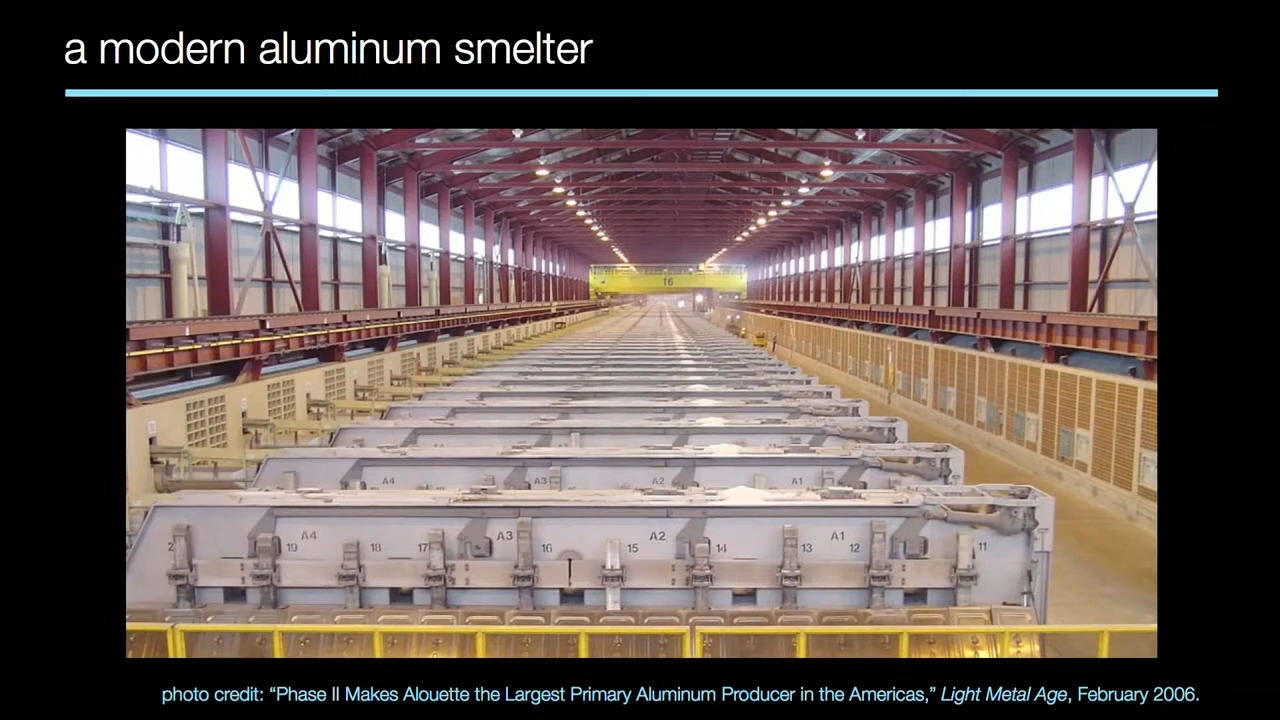 a modern aluminum smelter
16
A4 A3 A2 A1
A4 A3 A2 A1
19 18 17 16 15 14 13 12 11
photo credit: “Phase II Makes Alouette the Largest Primary Aluminum Producer in the Americas,” Light Metal Age, February 2006.